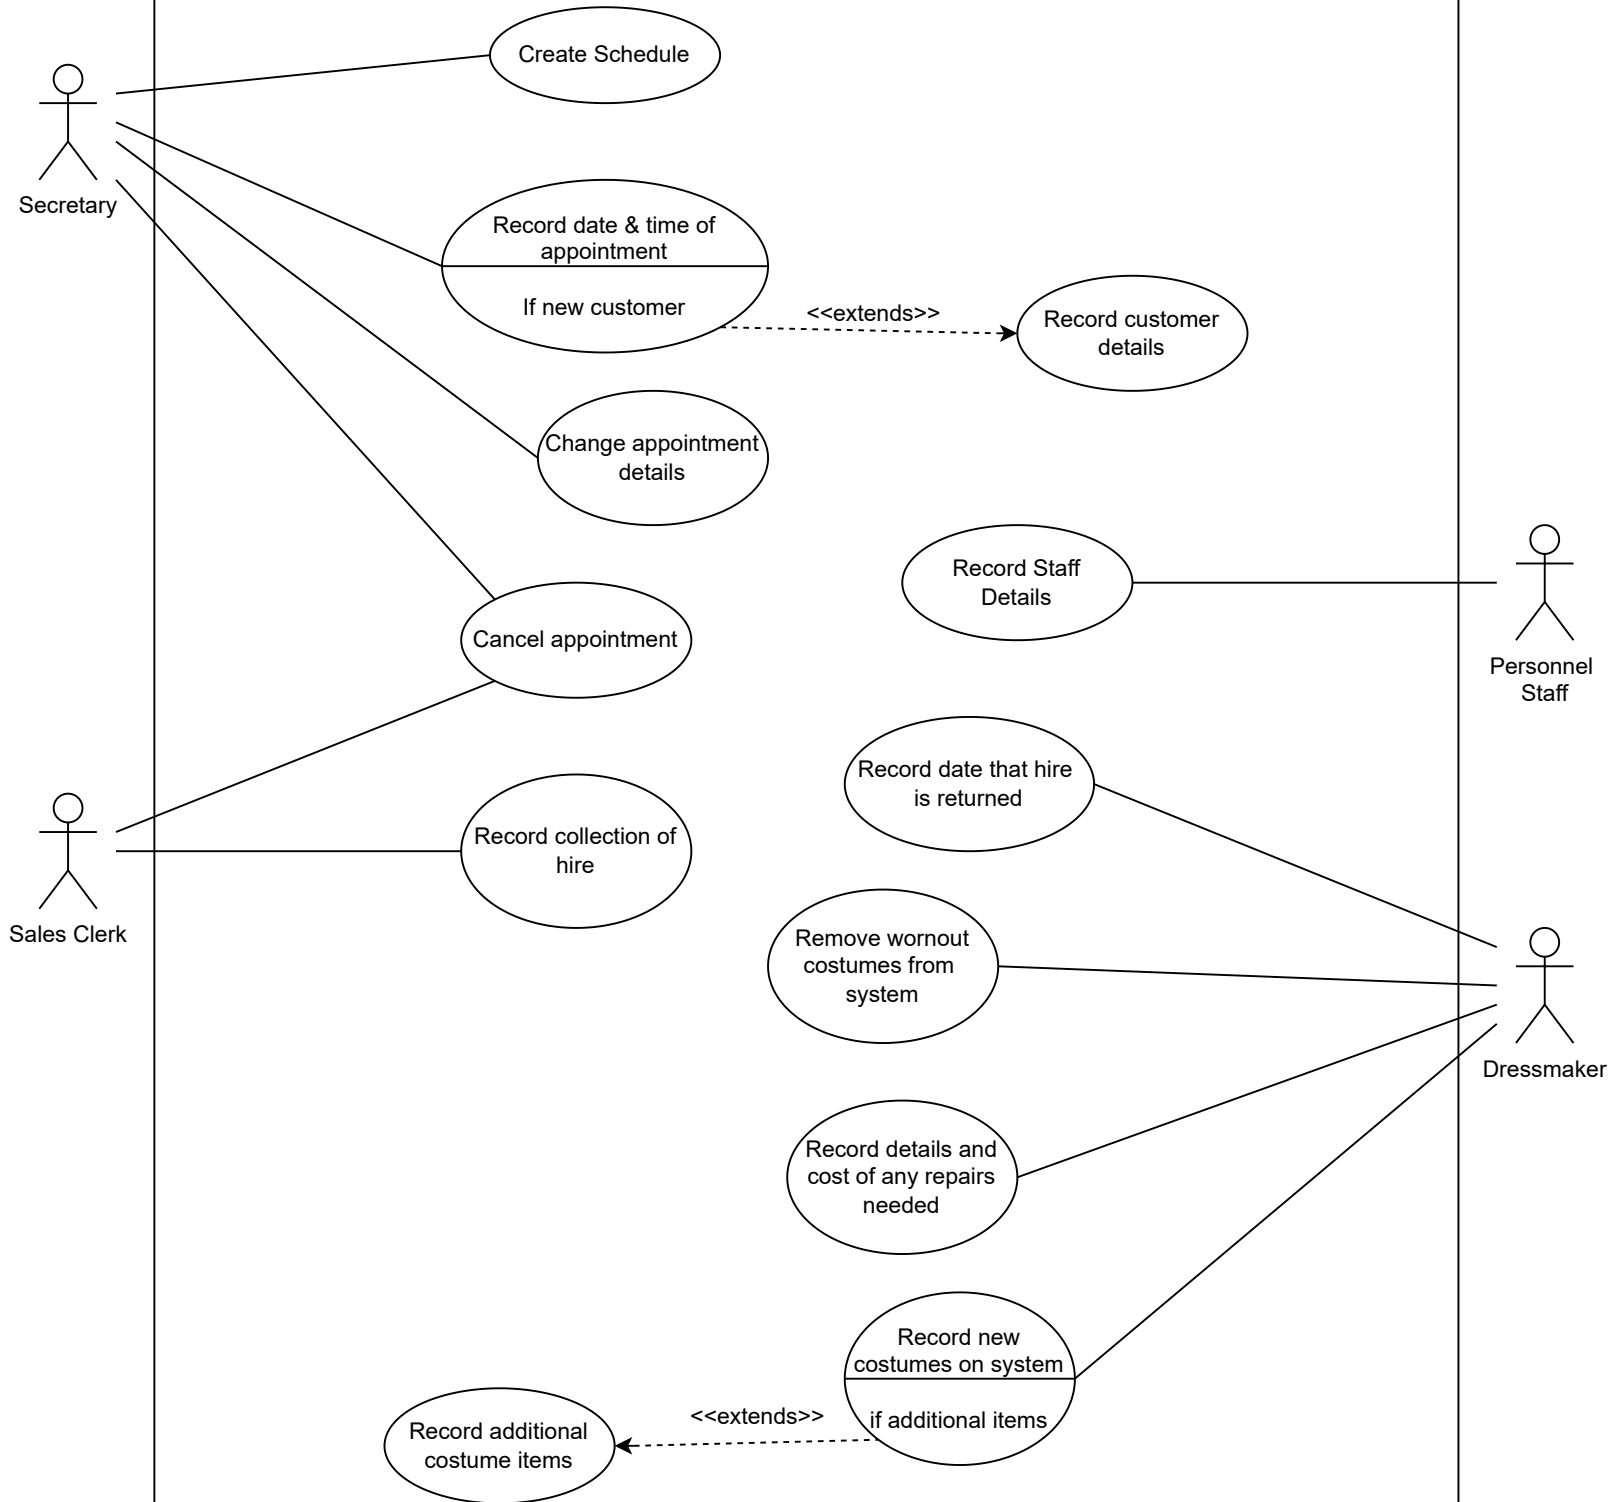 Create Schedule
Secretary
Record date & time of
appointment
If new customer
<<extends>>
Record customer
details
Change appointment
details
Record Staff
Details
Personnel
Staff
Cancel appointment
Record date that hire
is returned
Sales Clerk
Record collection of
hire
Remove wornout
costumes from
system
Dressmaker
Record details and
cost of any repairs
needed
Record new
costumes on system
if additional items
<<extends>>
Record additional
costume items